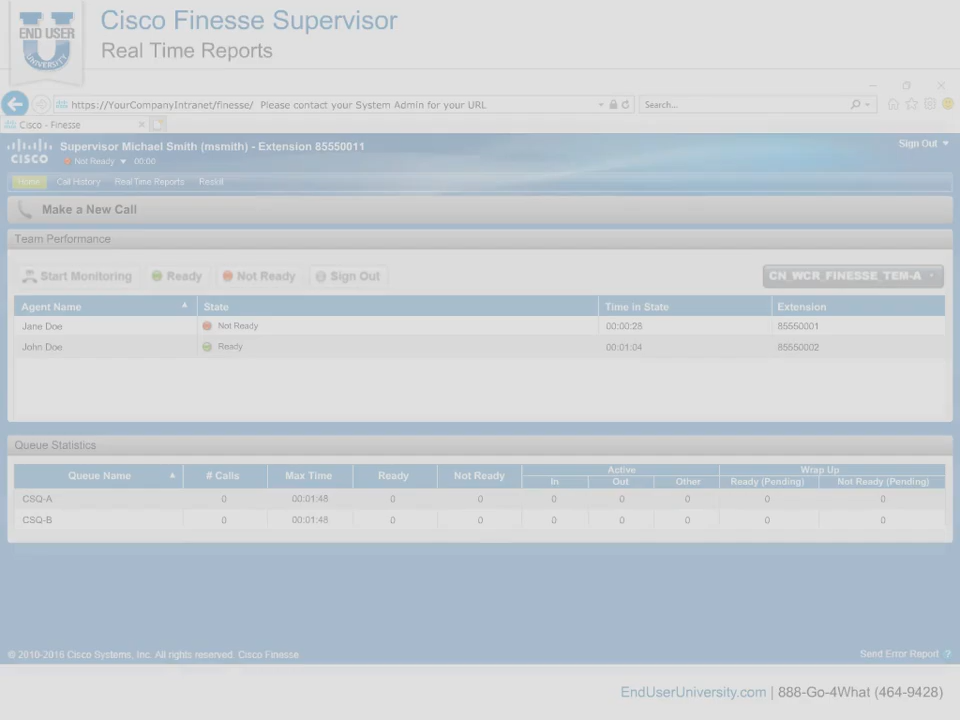 END USER
U
UNIVERSITY
Cisco Finesse Supervisor
Real Time Reports
https://YourCompanyIntranet/finesse/ Please contact your System Admin for your URL
Search...
Cisco - Finesse
CISCO
Supervisor Michael Smith (msmith) - Extension 85550011
Sign Out
Not Ready 00:00
Home Call History Real Time Reports Reskill
Make a New Call
Team Performance
Start Monitoring Ready Not Ready Sign Out CN_WCR_FINESSE_TEM-A
Agent Name State Time in State Extension
Jane Doe Not Ready 00:00:28 85550001
John Doe Ready 00:01:04 85550002
Queue Statistics
Queue Name # Calls Max Time Ready Not Ready Active Wrap Up
In Out Other Ready (Pending) Not Ready (Pending)
CSQ-A 0 00:01:48 0 0 0 0 0 0 0
CSQ-B 0 00:01:48 0 0 0 0 0 0 0
© 2010-2016 Cisco Systems, Inc. All rights reserved. Cisco Finesse
Send Error Report ?
EndUserUniversity.com | 888-Go-4What (464-9428)